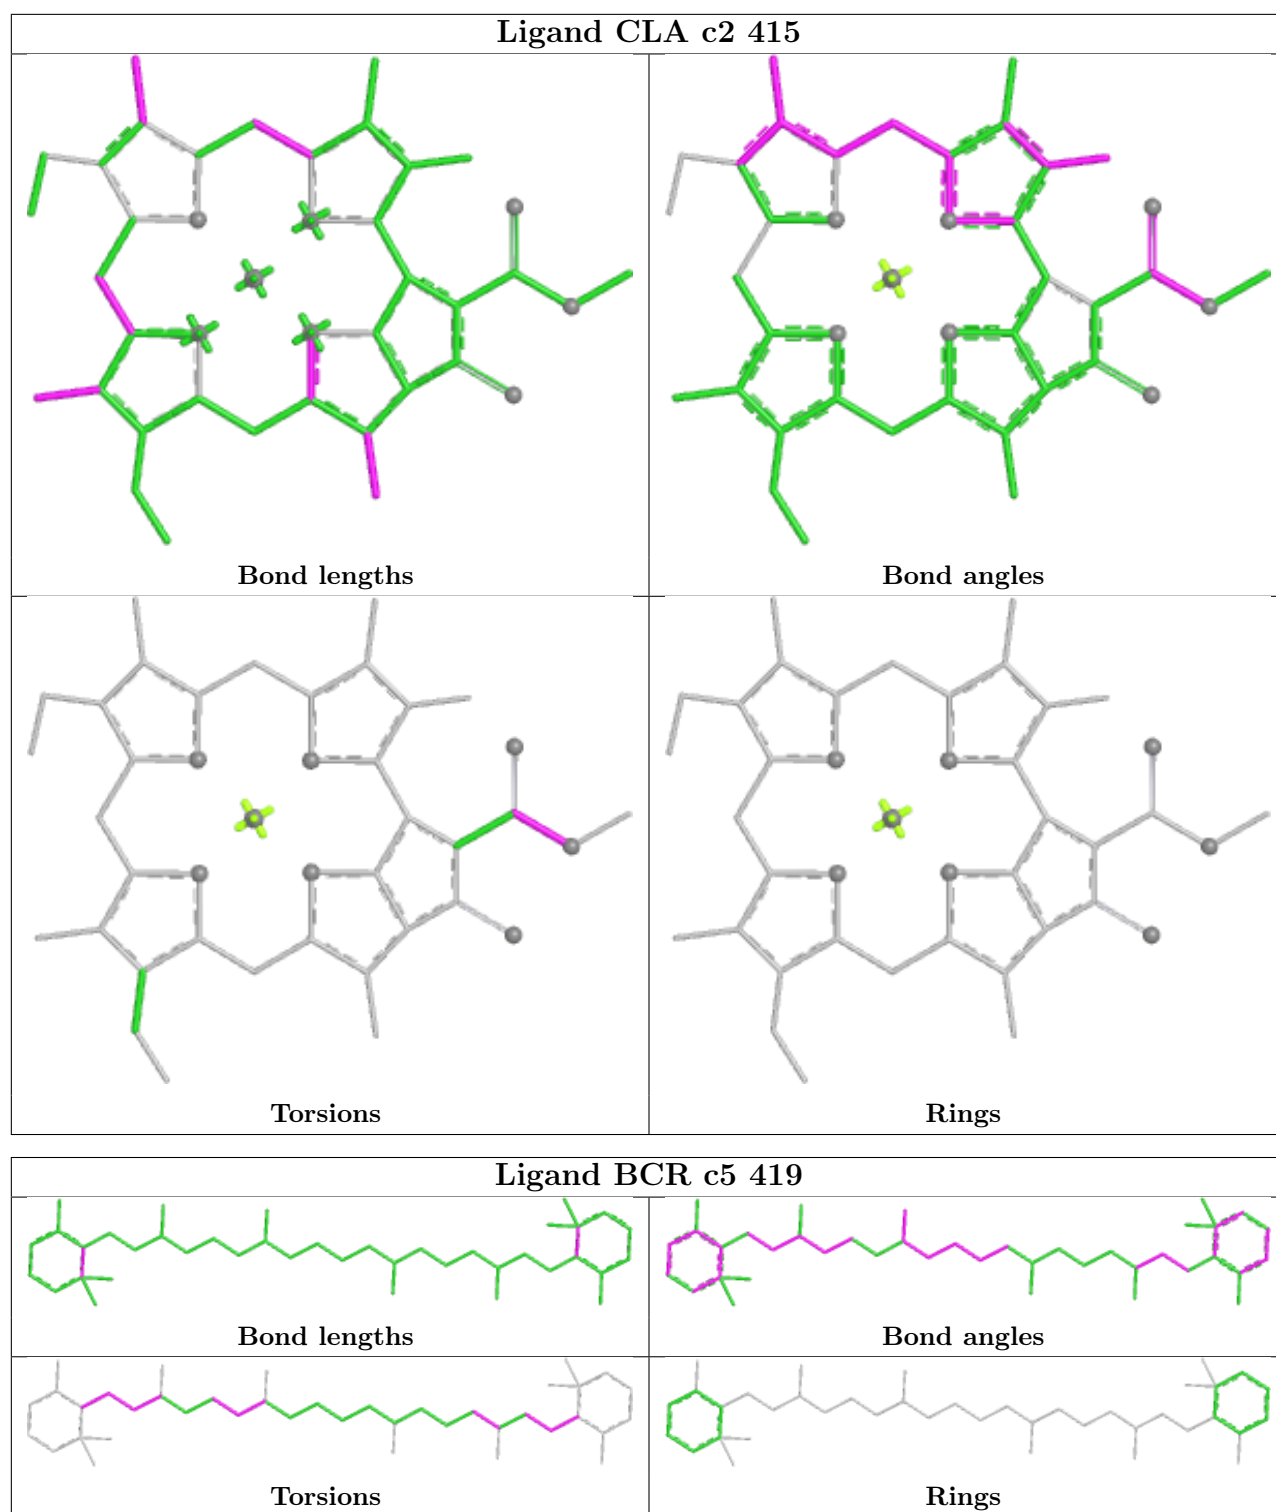 Ligand CLA c2 415
Bond lengths
Bond angles
Torsions
Rings
Ligand BCR c5 419
Bond lengths
Bond angles
Torsions
Rings